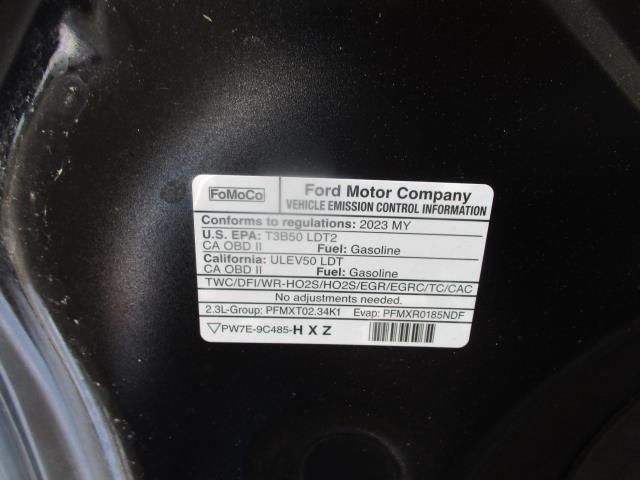 FoMoCo
Ford Motor Company
VEHICLE EMISSION CONTROL INFORMATION
Conforms to regulations: 2023 MY
U.S. EPA: T3B50 LDT2
CA OBD II Fuel: Gasoline
California: ULEV50 LDT
CA OBD II Fuel: Gasoline
TWC/DFI/WR-HO2S/HO2S/EGR/EGRC/TC/CAC
No adjustments needed.
2.3L-Group: PFMXT02.34K1 Evap: PFMXR0185NDF
▽PW7E-9C485-H X Z